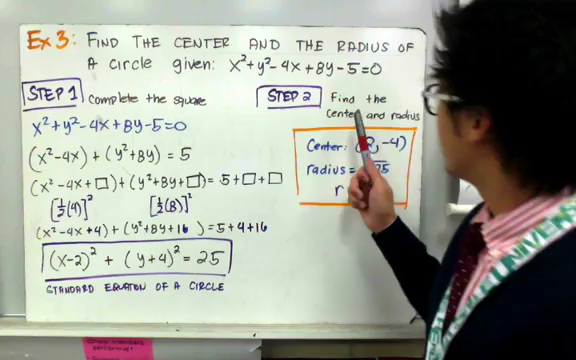 Ex 3: FIND THE CENTER AND THE RADIUS OF
A CIRCLE given: x²+y²-4x+8y-5=0
STEP 1 Complete the square
x²+y²-4x+8y-5=0
(x²-4x)+(y²+8y)=5
(x²-4x+□)+(y²+8y+□)=5+□+□
[½(4)]² [½(8)]²
(x²-4x+4)+(y²+8y+16)=5+4+16
(x-2)²+(y+4)²=25
STANDARD EQUATION OF A CIRCLE
STEP 2 Find the
center and radius
Center: (2,-4)
radius=√25
r